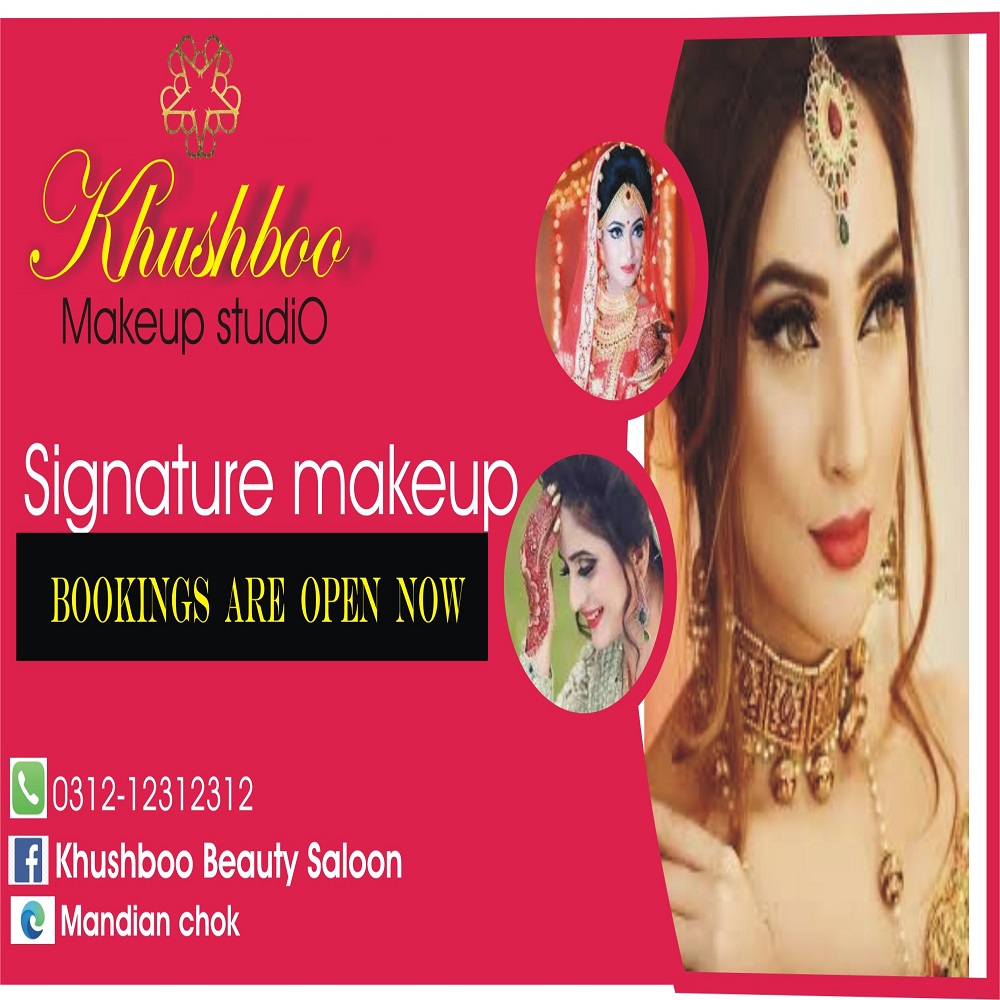 Khushboo
Makeup studiO
Signature makeup
BOOKINGS ARE OPEN NOW
0312-12312312
f Khushboo Beauty Saloon
Mandian chok